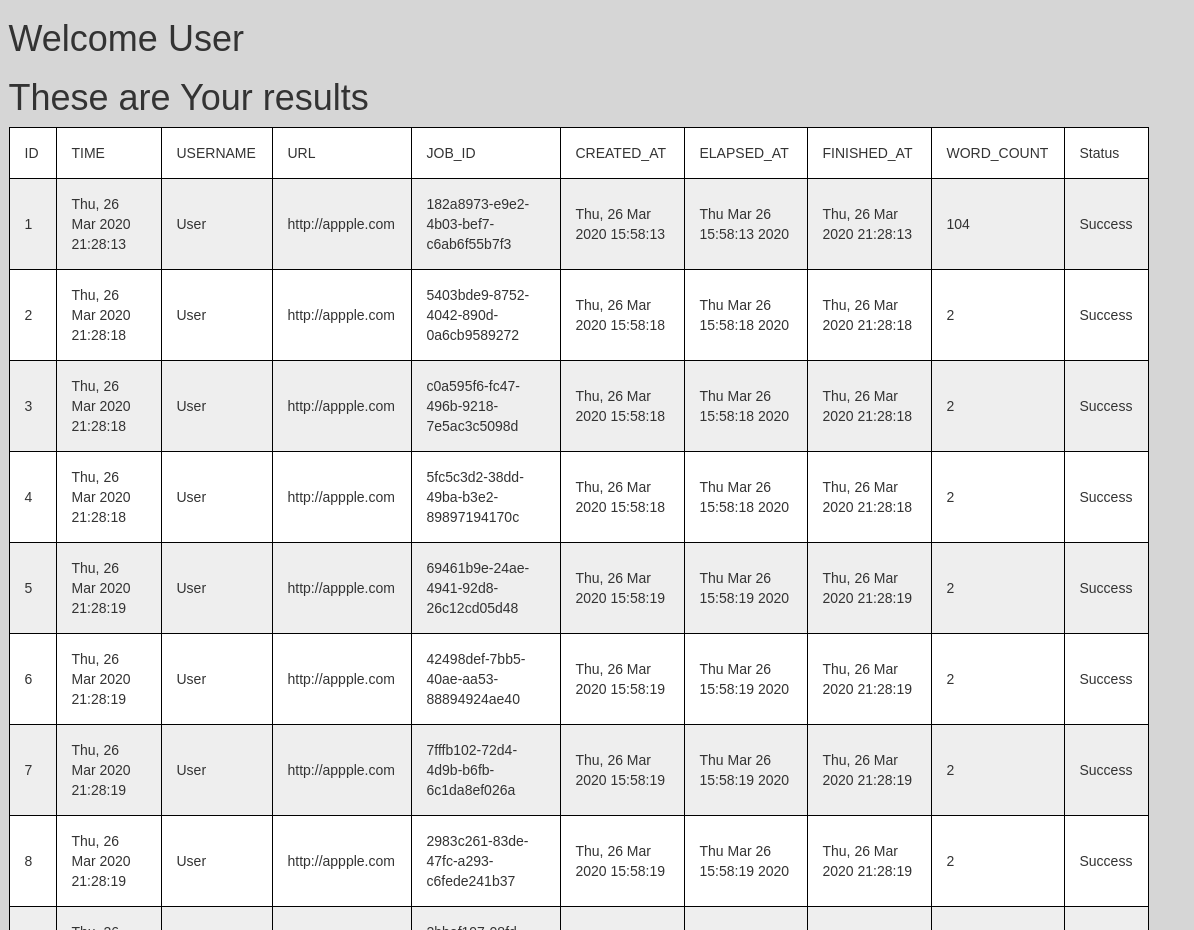 Welcome User
These are Your results
ID TIME USERNAME URL JOB_ID CREATED_AT ELAPSED_AT FINISHED_AT WORD_COUNT Status
Thu, 26 182a8973-e9e2-
Thu, 26 Mar Thu Mar 26 Thu, 26 Mar
1 Mar 2020 User http://appple.com 4b03-bef7- 104 Success
2020 15:58:13 15:58:13 2020 2020 21:28:13
21:28:13 c6ab6f55b7f3
Thu, 26 5403bde9-8752-
Thu, 26 Mar Thu Mar 26 Thu, 26 Mar
2 Mar 2020 User http://appple.com 4042-890d- 2 Success
2020 15:58:18 15:58:18 2020 2020 21:28:18
21:28:18 0a6cb9589272
Thu, 26 c0a595f6-fc47-
Thu, 26 Mar Thu Mar 26 Thu, 26 Mar
3 Mar 2020 User http://appple.com 496b-9218- 2 Success
2020 15:58:18 15:58:18 2020 2020 21:28:18
21:28:18 7e5ac3c5098d
Thu, 26 5fc5c3d2-38dd-
Thu, 26 Mar Thu Mar 26 Thu, 26 Mar
4 Mar 2020 User http://appple.com 49ba-b3e2- 2 Success
2020 15:58:18 15:58:18 2020 2020 21:28:18
21:28:18 89897194170c
Thu, 26 69461b9e-24ae-
Thu, 26 Mar Thu Mar 26 Thu, 26 Mar
5 Mar 2020 User http://appple.com 4941-92d8- 2 Success
2020 15:58:19 15:58:19 2020 2020 21:28:19
21:28:19 26c12cd05d48
Thu, 26 42498def-7bb5-
Thu, 26 Mar Thu Mar 26 Thu, 26 Mar
6 Mar 2020 User http://appple.com 40ae-aa53- 2 Success
2020 15:58:19 15:58:19 2020 2020 21:28:19
21:28:19 88894924ae40
Thu, 26 7fffb102-72d4-
Thu, 26 Mar Thu Mar 26 Thu, 26 Mar
7 Mar 2020 User http://appple.com 4d9b-b6fb- 2 Success
2020 15:58:19 15:58:19 2020 2020 21:28:19
21:28:19 6c1da8ef026a
Thu, 26 2983c261-83de-
Thu, 26 Mar Thu Mar 26 Thu, 26 Mar
8 Mar 2020 User http://appple.com 47fc-a293- 2 Success
2020 15:58:19 15:58:19 2020 2020 21:28:19
21:28:19 c6fede241b37
Thu, 26